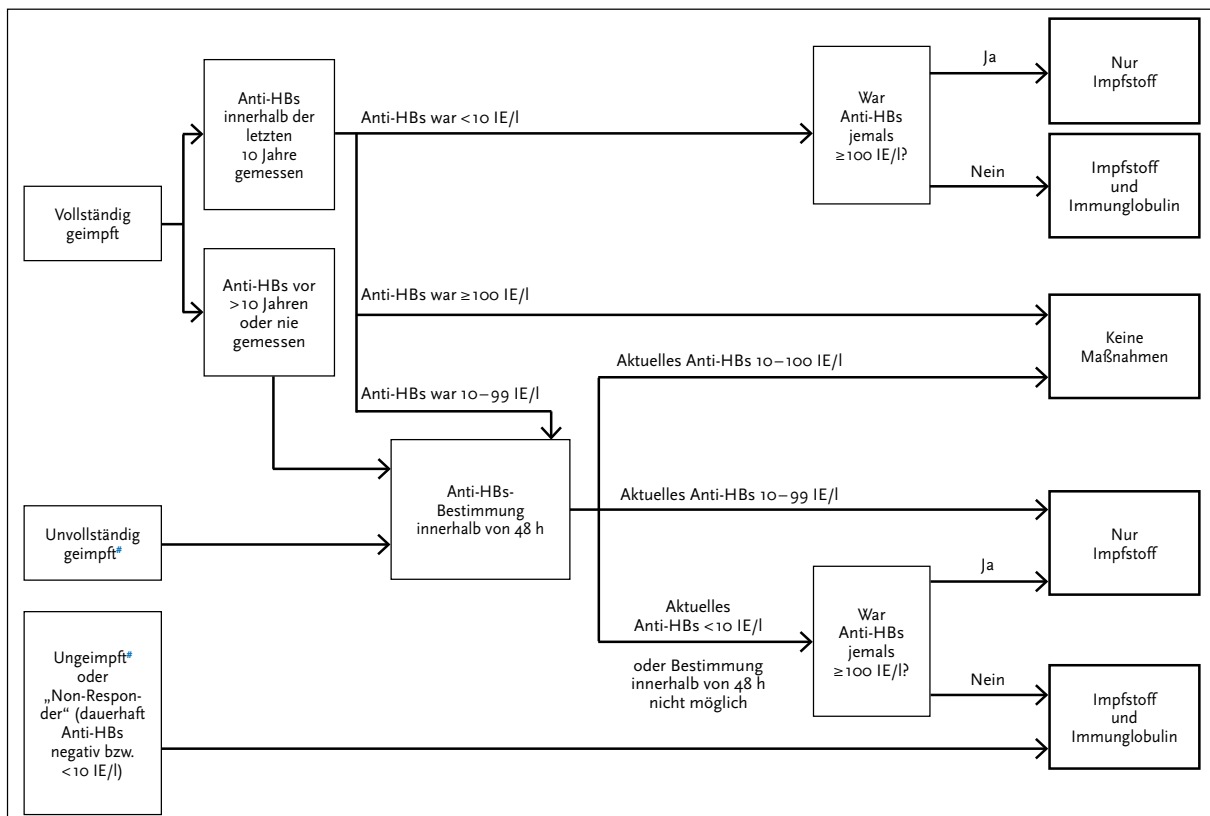 Anti-HBs
innerhalb der
letzten
10 Jahre
gemessen
Anti-HBs war <10 IE/l
War
Anti-HBs
jemals
≥100 IE/l?
Ja
Nur
Impfstoff
Nein
Impfstoff
und
Immunglobulin
Vollständig
geimpft
Anti-HBs vor
>10 Jahren
oder nie
gemessen
Anti-HBs war ≥100 IE/l
Keine
Maßnahmen
Aktuelles Anti-HBs 10–100 IE/l
Anti-HBs war 10–99 IE/l
Anti-HBs-
Bestimmung
innerhalb von 48 h
Aktuelles Anti-HBs 10–99 IE/l
Nur
Impfstoff
Unvollständig
geimpft#
Ja
Aktuelles
Anti-HBs <10 IE/l
oder Bestimmung
innerhalb von 48 h
nicht möglich
War
Anti-HBs
jemals
≥100 IE/l?
Nein
Impfstoff
und
Immunglobulin
Ungeimpft#
oder
„Non-Respon-
der“ (dauerhaft
Anti-HBs
negativ bzw.
<10 IE/l)